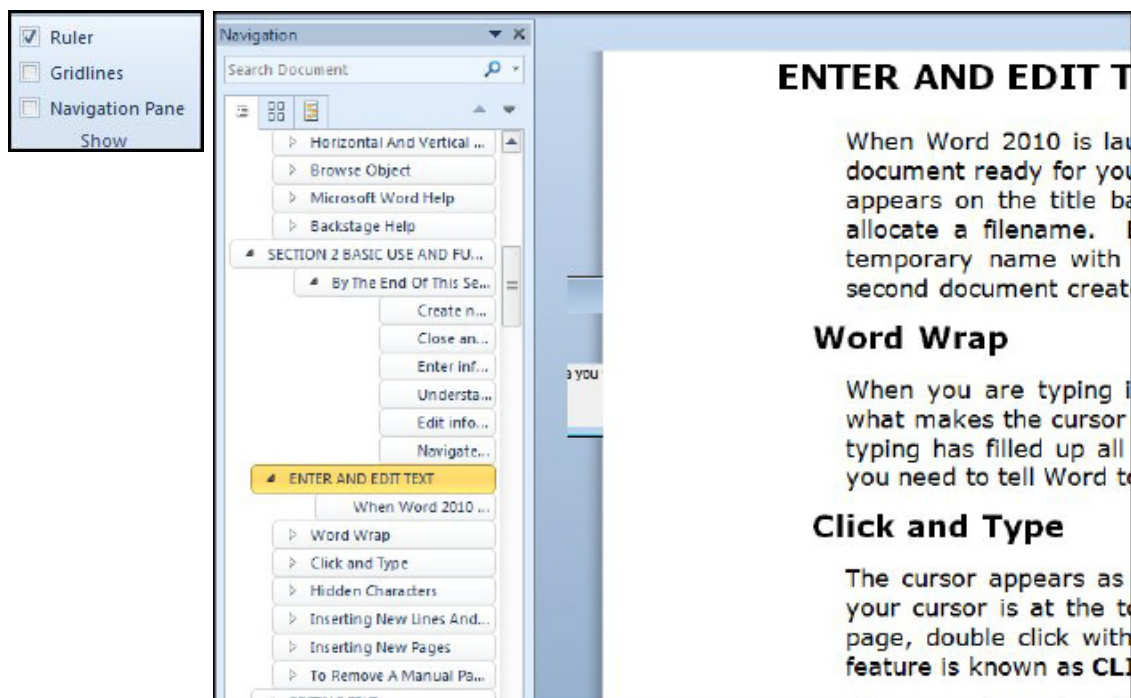 Ruler
Gridlines
Navigation Pane
Show
Navigation
Search Document
Horizontal And Vertical ...
Browse Object
Microsoft Word Help
Backstage Help
SECTION 2 BASIC USE AND FU...
By The End Of This Se...
Create n...
Close an...
Enter inf...
Understa...
Edit info...
Navigate...
ENTER AND EDIT TEXT
When Word 2010 ...
Word Wrap
Click and Type
Hidden Characters
Inserting New Lines And...
Inserting New Pages
To Remove A Manual Pa...
a you
ENTER AND EDIT T
When Word 2010 is lau
document ready for you
appears on the title ba
allocate a filename.
temporary name with
second document creat
Word Wrap
When you are typing i
what makes the cursor
typing has filled up all
you need to tell Word to
Click and Type
The cursor appears as
your cursor is at the to
page, double click with
feature is known as CLI